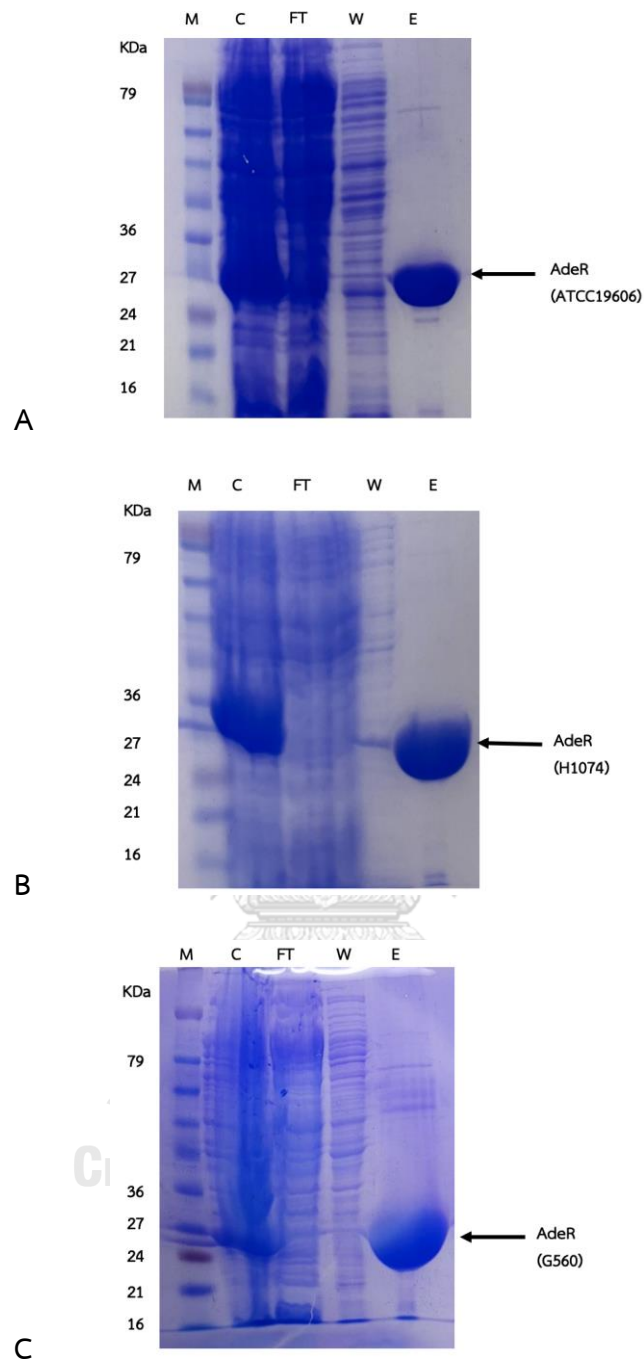 M C FT W E
KDa
79
36
27
24
21
16
AdeR
(ATCC19606)
A
M C FT W E
KDa
79
36
27
24
21
16
AdeR
(H1074)
B
M C FT W E
KDa
79
36
27
24
21
16
AdeR
(G560)
C